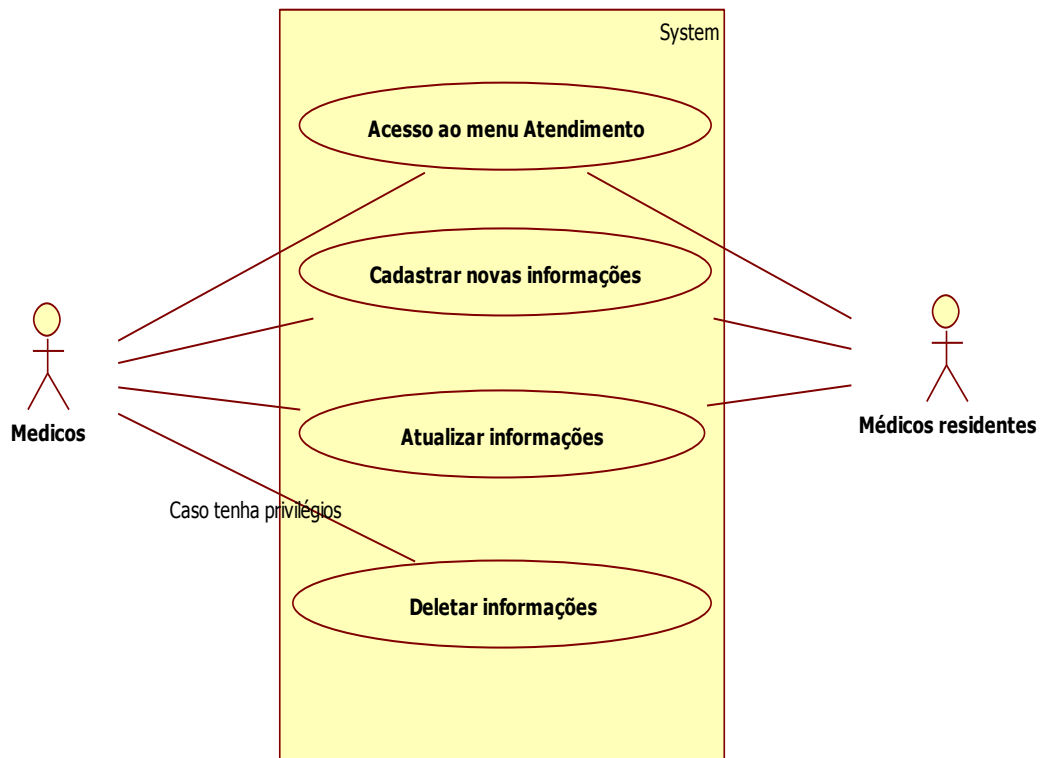 System
Acesso ao menu Atendimento
Cadastrar novas informações
Medicos
Médicos residentes
Atualizar informações
Caso tenha privilégios
Deletar informações